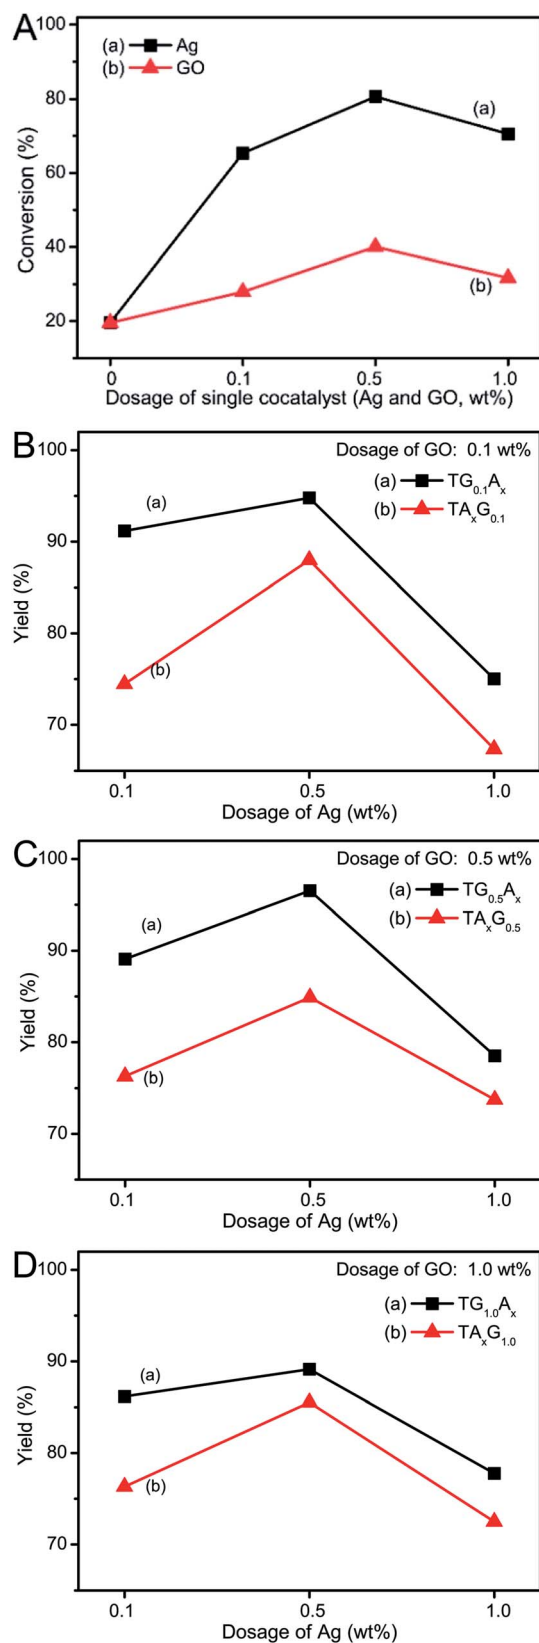 A
100
(a) Ag
(b) GO
80
(a)
60
40
(b)
20
Conversion (%)
0 0.1 0.5 1.0
Dosage of single cocatalyst (Ag and GO, wt%)
B
100
Dosage of GO: 0.1 wt%
(a) TG0.1Ax
(b) TAxG0.1
(a)
90
80
(b)
70
Yield (%)
0.1 0.5 1.0
Dosage of Ag (wt%)
C
100
Dosage of GO: 0.5 wt%
(a) TG0.5Ax
(b) TAxG0.5
(a)
90
80
(b)
70
Yield (%)
0.1 0.5 1.0
Dosage of Ag (wt%)
D
100
Dosage of GO: 1.0 wt%
(a) TG1.0Ax
(b) TAxG1.0
(a)
90
80
(b)
70
Yield (%)
0.1 0.5 1.0
Dosage of Ag (wt%)